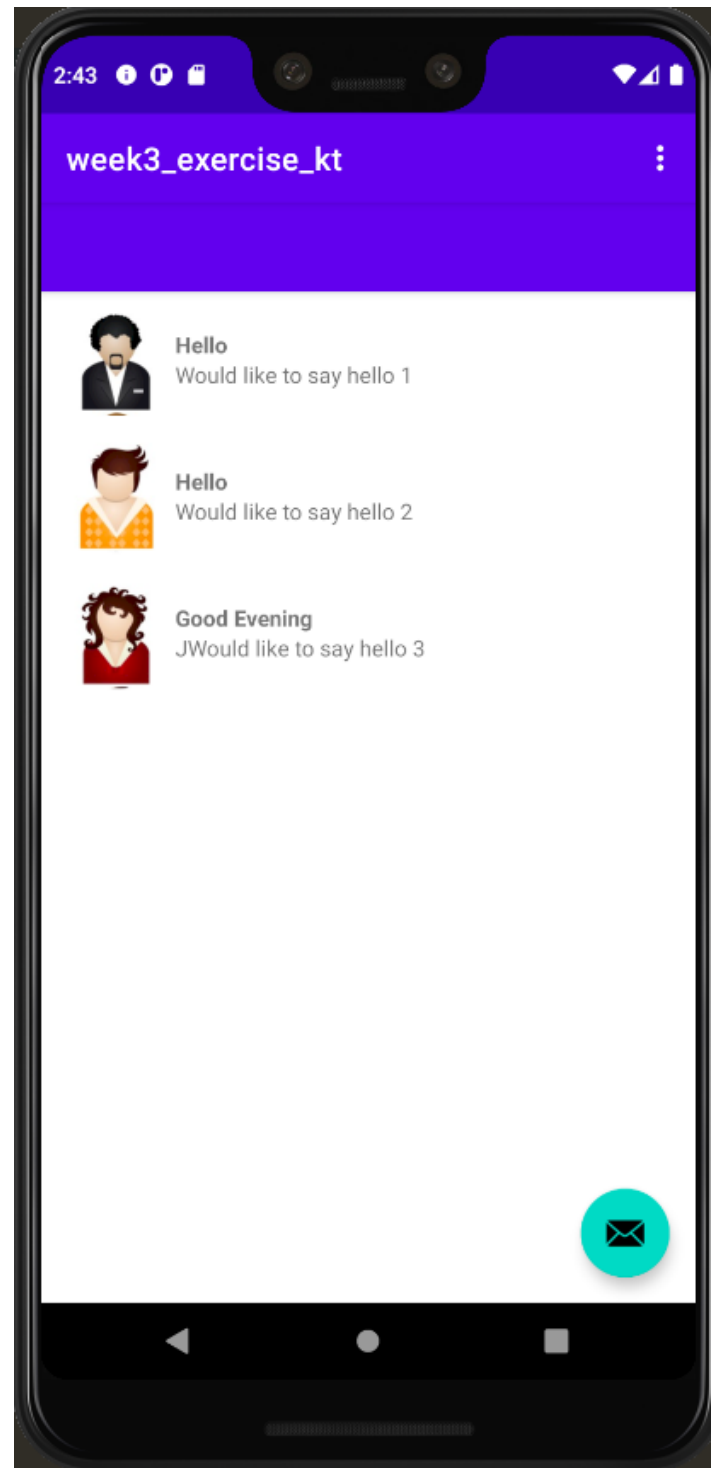 2:43
week3_exercise_kt
Hello
Would like to say hello 1
Hello
Would like to say hello 2
Good Evening
JWould like to say hello 3